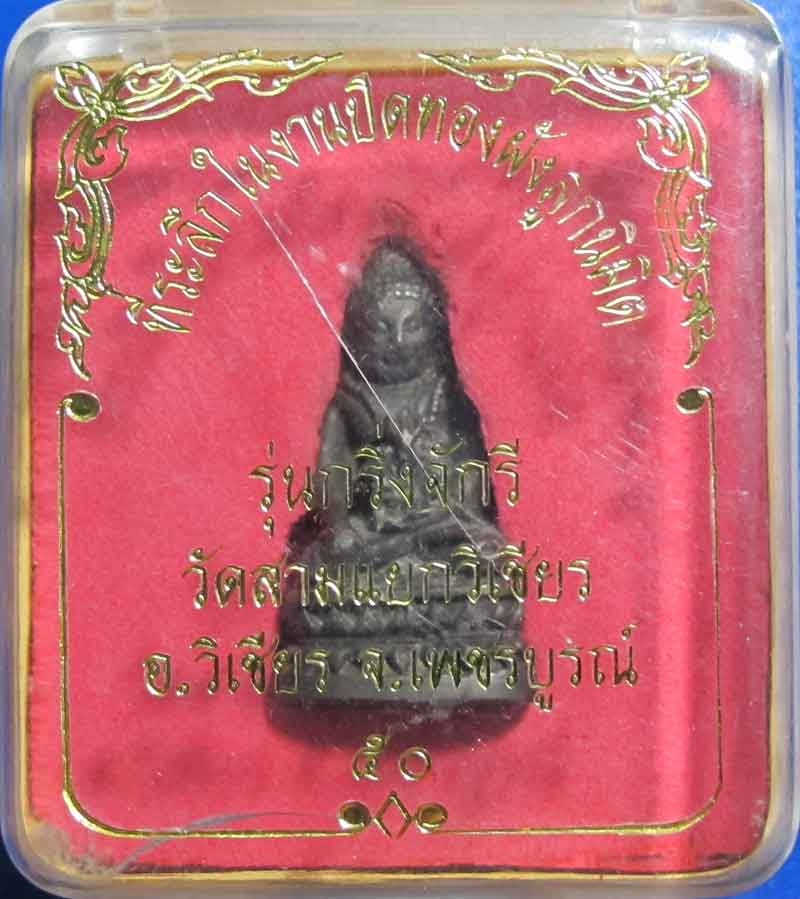 ที่ระลึกในงานปิดทองฝังลูกนิมิต
รุ่นกริ่งจักรี
วัดสามแยกวิเชียร
อ.วิเชียร จ.เพชรบูรณ์
๕๐